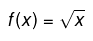 f(x) = √x